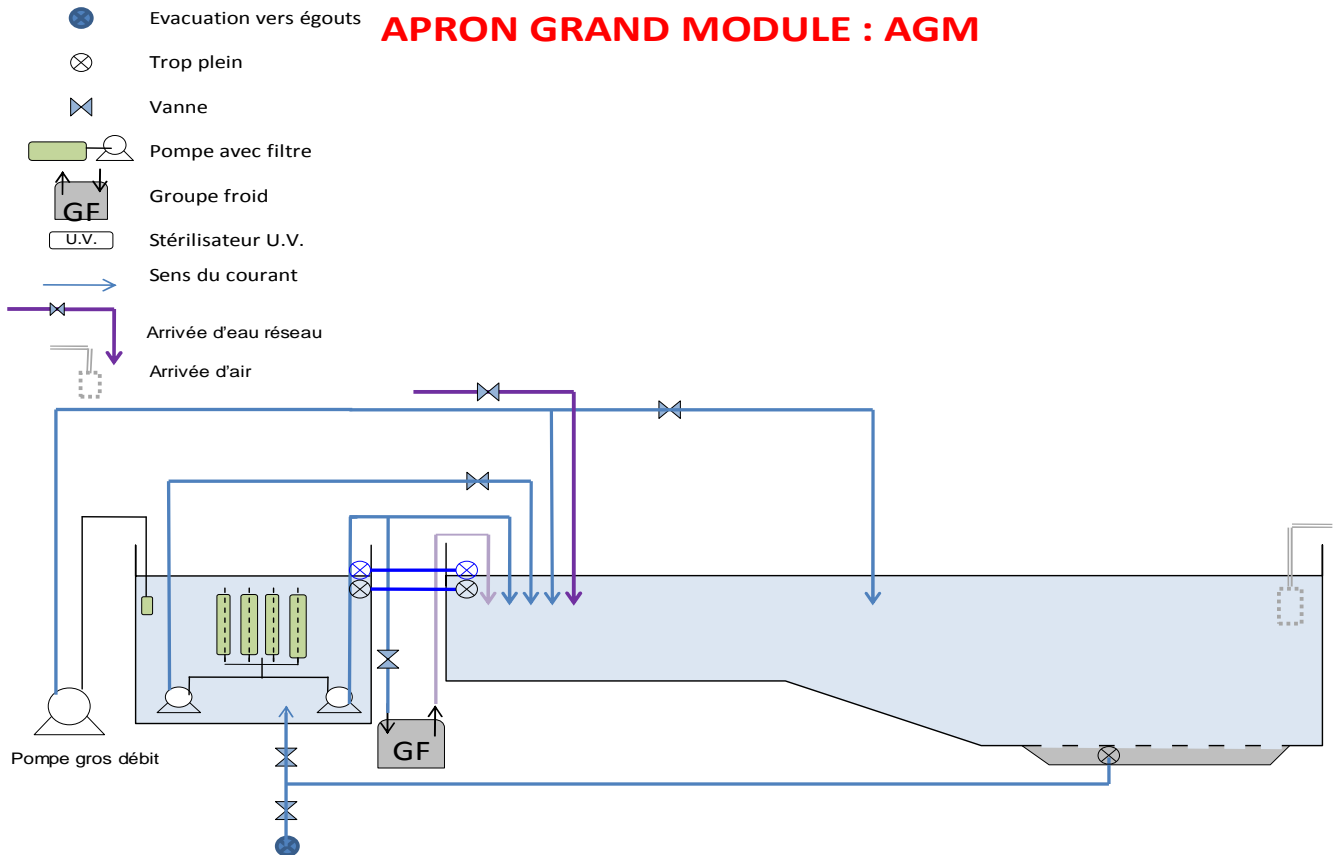 Evacuation vers égouts
APRON GRAND MODULE : AGM
Trop plein
Vanne
Pompe avec filtre
GF
Groupe froid
U.V.
Stérilisateur U.V.
Sens du courant
Arrivée d'eau réseau
Arrivée d'air
Pompe gros débit
GF